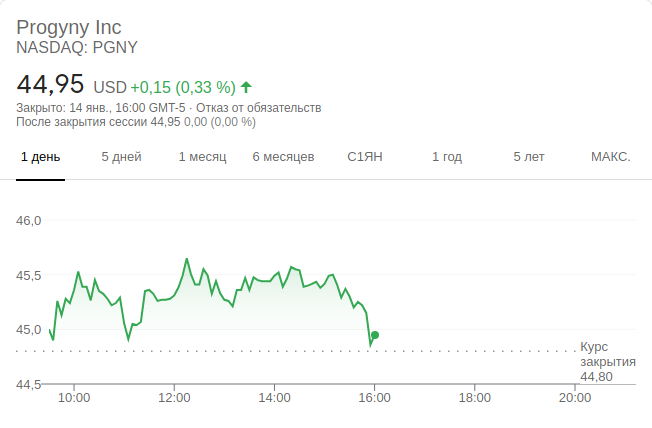 Progyny Inc
NASDAQ: PGNY
44,95 USD +0,15 (0,33 %)
Закрыто: 14 янв., 16:00 GMT-5 · Отказ от обязательств
После закрытия сессии 44,95 0,00 (0,00 %)
1 день 5 дней 1 месяц 6 месяцев С1ЯН 1 год 5 лет МАКС.
46,0
45,5
45,0
Курс
закрытия
44,80
44,5
10:00 12:00 14:00 16:00 18:00 20:00